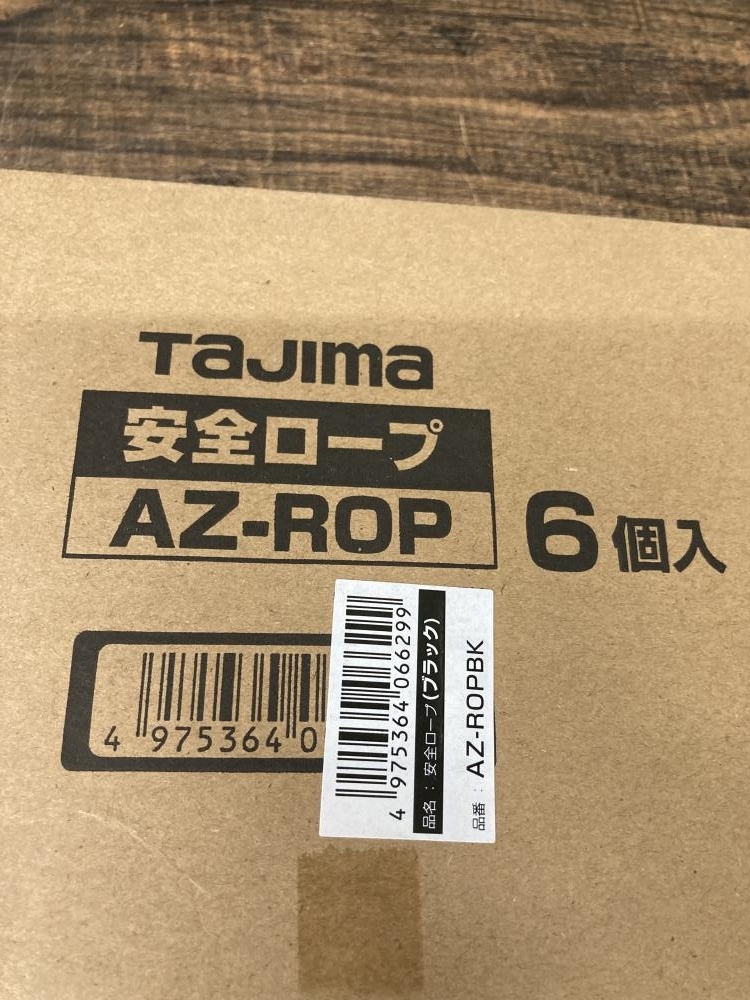 TaJIma
安全ロープ
AZ-ROP
6個入
4 975364 0
4 975364 066299
品名 : 安全ロープ(ブラック)
品番 : AZ-ROPBK